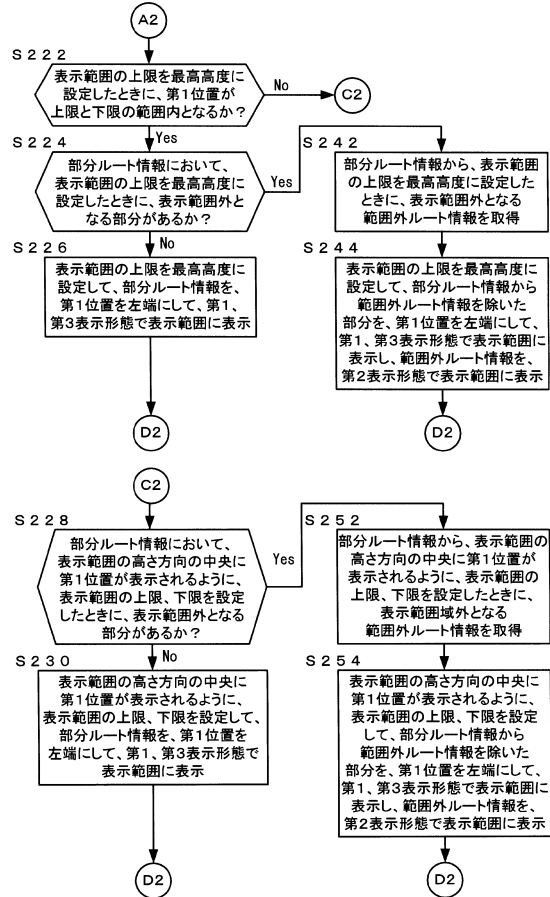 A2
S222
表示範囲の上限を最高高度に
設定したときに、第1位置が
上限と下限の範囲内となるか？
No
C2
Yes
S224
部分ルート情報において、
表示範囲の上限を最高高度に
設定したときに、表示範囲外と
なる部分があるか？
Yes
S242
部分ルート情報から、表示範囲
の上限を最高高度に設定した
ときに、表示範囲外となる
範囲外ルート情報を取得
No
S226
表示範囲の上限を最高高度に
設定して、部分ルート情報を、
第1位置を左端にして、第1、
第3表示形態で表示範囲に表示
S244
表示範囲の上限を最高高度に
設定して、部分ルート情報から
範囲外ルート情報を除いた
部分を、第1位置を左端にして、
第1、第3表示形態で表示範囲に
表示し、範囲外ルート情報を、
第2表示形態で表示範囲に表示
D2
D2
C2
S228
部分ルート情報において、
表示範囲の高さ方向の中央に
第1位置が表示されるように、
表示範囲の上限、下限を設定
したときに、表示範囲外となる
部分があるか？
Yes
S252
部分ルート情報から、表示範囲の
高さ方向の中央に第1位置が
表示されるように、表示範囲の
上限、下限を設定したときに、
表示範囲域外となる
範囲外ルート情報を取得
No
S230
表示範囲の高さ方向の中央に
第1位置が表示されるように、
表示範囲の上限、下限を設定して、
部分ルート情報を、第1位置を
左端にして、第1、第3表示形態で
表示範囲に表示
S254
表示範囲の高さ方向の中央に
第1位置が表示されるように、
表示範囲の上限、下限を設定
して、部分ルート情報から
範囲外ルート情報を除いた
部分を、第1位置を左端にして、
第1、第3表示形態で表示範囲に
表示し、範囲外ルート情報を、
第2表示形態で表示範囲に表示
D2
D2